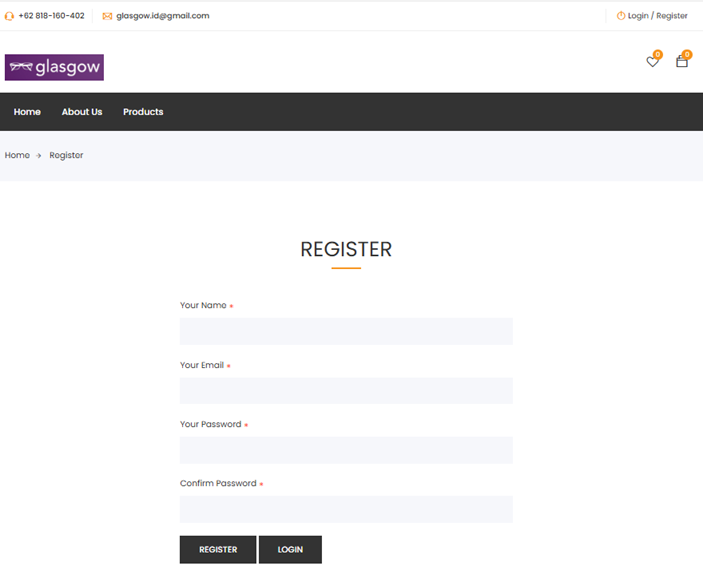 +62 818-160-402 glasgow.id@gmail.com Login / Register
glasgow 0 0
Home About Us Products
Home → Register
REGISTER
Your Name *
Your Email *
Your Password *
Confirm Password *
REGISTER LOGIN